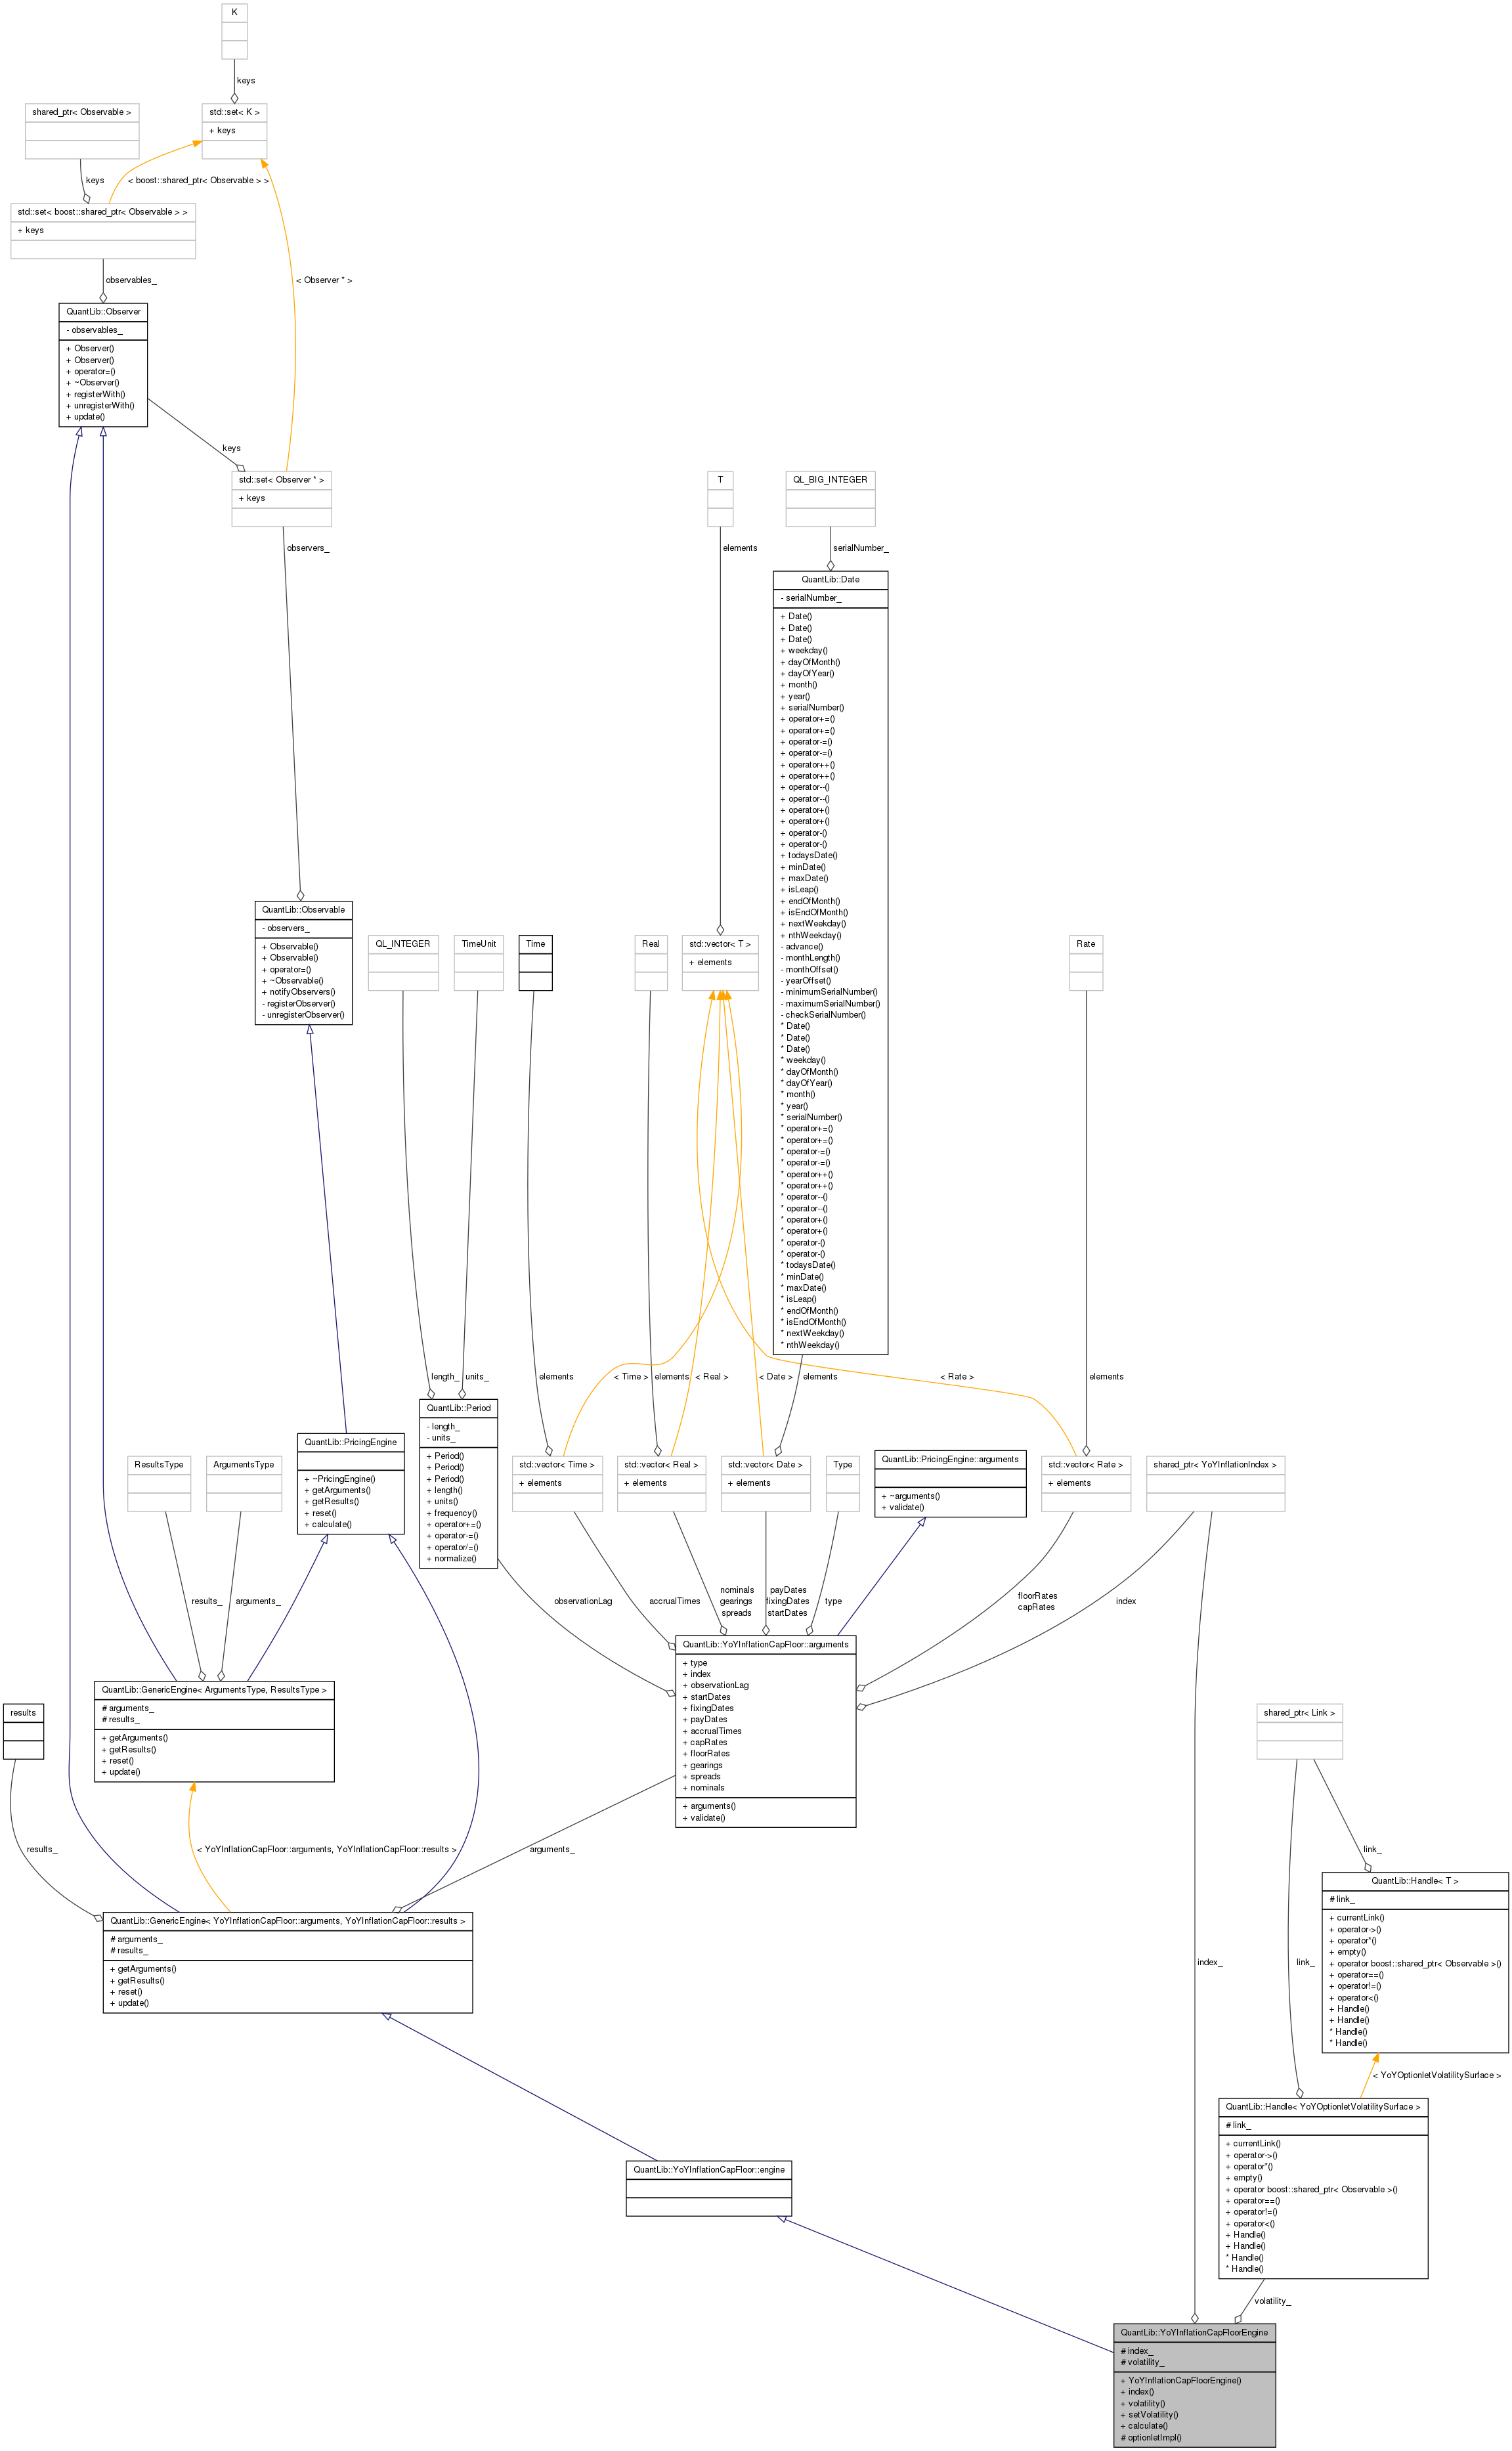 K
keys
shared_ptr< Observable >
std::set< K >
+ keys
keys
< boost::shared_ptr< Observable > >
std::set< boost::shared_ptr< Observable > >
+ keys
observables_
< Observer * >
QuantLib::Observer
- observables_
+ Observer()
+ Observer()
+ operator=()
+ ~Observer()
+ registerWith()
+ unregisterWith()
+ update()
keys
std::set< Observer * >
+ keys
observers_
T
elements
QL_BIG_INTEGER
serialNumber_
QuantLib::Date
- serialNumber_
+ Date()
+ Date()
+ Date()
+ weekday()
+ dayOfMonth()
+ dayOfYear()
+ month()
+ year()
+ serialNumber()
+ operator+=()
+ operator+=()
+ operator-=()
+ operator-=()
+ operator++()
+ operator++()
+ operator--()
+ operator--()
+ operator+()
+ operator+()
+ operator-()
+ operator-()
+ todaysDate()
+ minDate()
+ maxDate()
+ isLeap()
+ endOfMonth()
+ isEndOfMonth()
+ nextWeekday()
+ nthWeekday()
- advance()
- monthLength()
- monthOffset()
- yearOffset()
- minimumSerialNumber()
- maximumSerialNumber()
- checkSerialNumber()
* Date()
* Date()
* Date()
* weekday()
* dayOfMonth()
* dayOfYear()
* month()
* year()
* serialNumber()
* operator+=()
* operator+=()
* operator-=()
* operator-=()
* operator++()
* operator++()
* operator--()
* operator--()
* operator+()
* operator+()
* operator-()
* operator-()
* todaysDate()
* minDate()
* maxDate()
* isLeap()
* endOfMonth()
* isEndOfMonth()
* nextWeekday()
* nthWeekday()
QuantLib::Observable
- observers_
+ Observable()
+ Observable()
+ operator=()
+ ~Observable()
+ notifyObservers()
- registerObserver()
- unregisterObserver()
QL_INTEGER
TimeUnit
Time
Real
std::vector< T >
+ elements
Rate
length_
units_
elements
< Time >
elements
< Real >
< Date >
elements
< Rate >
elements
QuantLib::Period
- length_
- units_
+ Period()
+ Period()
+ Period()
+ length()
+ units()
+ frequency()
+ operator+=()
+ operator-=()
+ operator/=()
+ normalize()
QuantLib::PricingEngine
+ ~PricingEngine()
+ getArguments()
+ getResults()
+ reset()
+ calculate()
ResultsType
ArgumentsType
std::vector< Time >
+ elements
std::vector< Real >
+ elements
std::vector< Date >
+ elements
Type
QuantLib::PricingEngine::arguments
+ ~arguments()
+ validate()
std::vector< Rate >
+ elements
shared_ptr< YoYInflationIndex >
results_
arguments_
observationLag
accrualTimes
nominals
gearings
spreads
payDates
fixingDates
startDates
type
floorRates
capRates
index
QuantLib::YoYInflationCapFloor::arguments
+ type
+ index
+ observationLag
+ startDates
+ fixingDates
+ payDates
+ accrualTimes
+ capRates
+ floorRates
+ gearings
+ spreads
+ nominals
+ arguments()
+ validate()
QuantLib::GenericEngine< ArgumentsType, ResultsType >
# arguments_
# results_
+ getArguments()
+ getResults()
+ reset()
+ update()
results
results_
< YoYInflationCapFloor::arguments, YoYInflationCapFloor::results >
arguments_
shared_ptr< Link >
link_
QuantLib::Handle< T >
# link_
+ currentLink()
+ operator->()
+ operator*()
+ empty()
+ operator boost::shared_ptr< Observable >()
+ operator==()
+ operator!=()
+ operator<()
+ Handle()
+ Handle()
* Handle()
* Handle()
QuantLib::GenericEngine< YoYInflationCapFloor::arguments, YoYInflationCapFloor::results >
# arguments_
# results_
+ getArguments()
+ getResults()
+ reset()
+ update()
index_
link_
< YoYOptionletVolatilitySurface >
QuantLib::Handle< YoYOptionletVolatilitySurface >
# link_
+ currentLink()
+ operator->()
+ operator*()
+ empty()
+ operator boost::shared_ptr< Observable >()
+ operator==()
+ operator!=()
+ operator<()
+ Handle()
+ Handle()
* Handle()
* Handle()
QuantLib::YoYInflationCapFloor::engine
volatility_
QuantLib::YoYInflationCapFloorEngine
# index_
# volatility_
+ YoYInflationCapFloorEngine()
+ index()
+ volatility()
+ setVolatility()
+ calculate()
# optionletImpl()